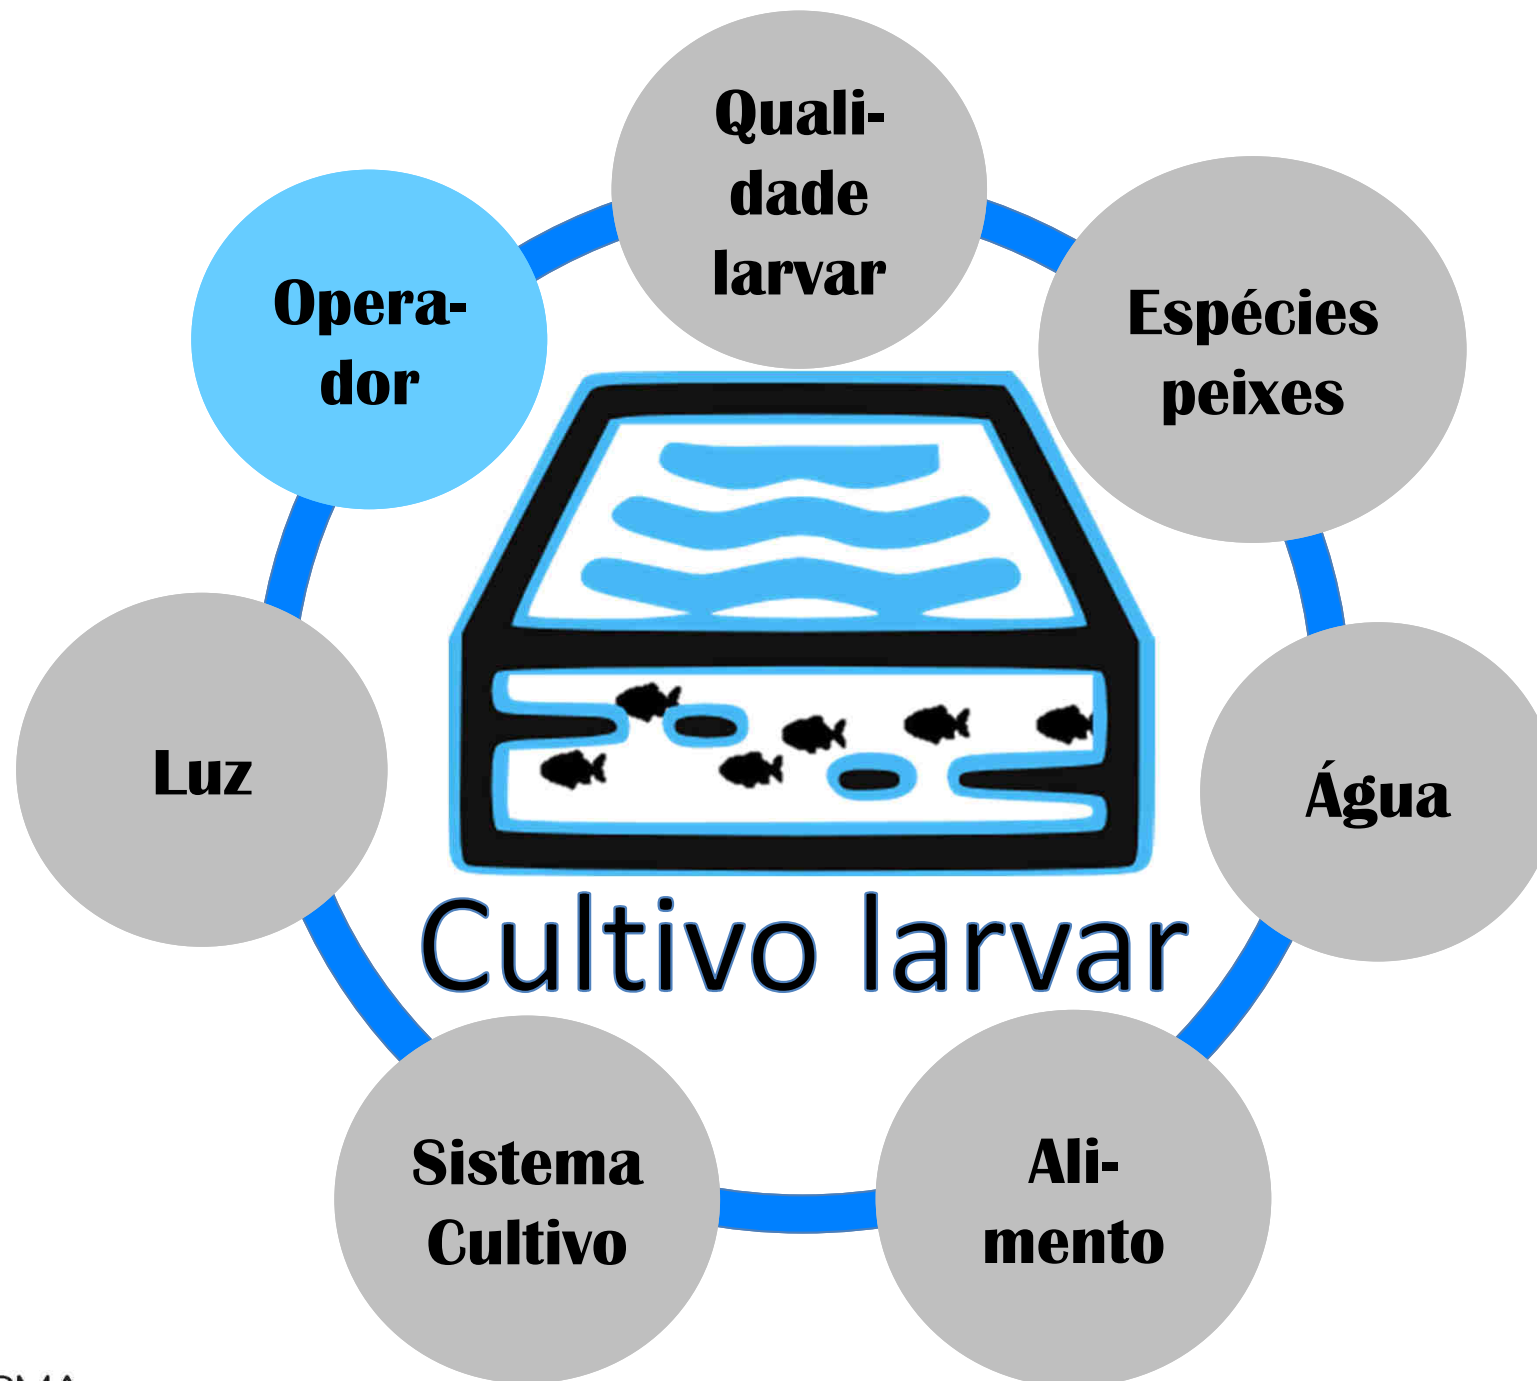 Quali-
dade
larvar
Opera-
dor
Espécies
peixes
Luz
Água
Cultivo larvar
Sistema
Cultivo
Ali-
mento